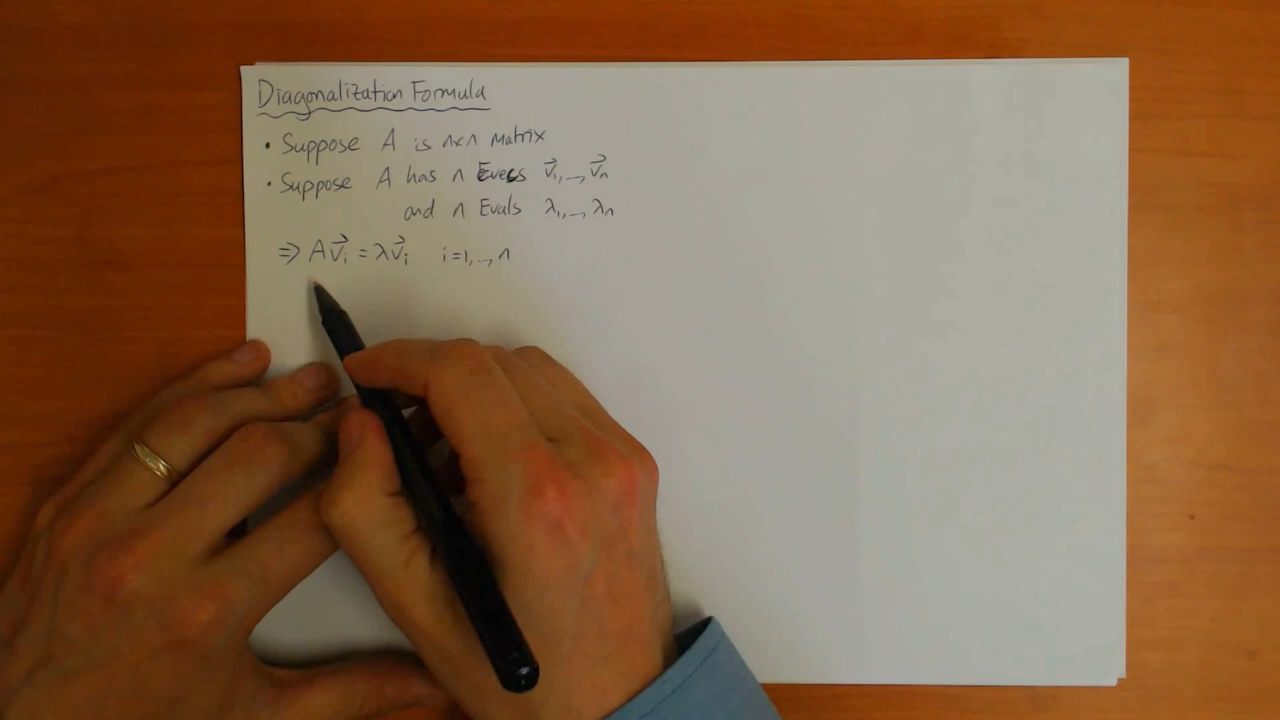 Diagonalization Formula
• Suppose A is n×n matrix
• Suppose A has n Evecs v⃗₁,...,v⃗ₙ
and n Evals λ₁,...,λₙ
⇒ Av⃗ᵢ = λv⃗ᵢ i=1,...,n